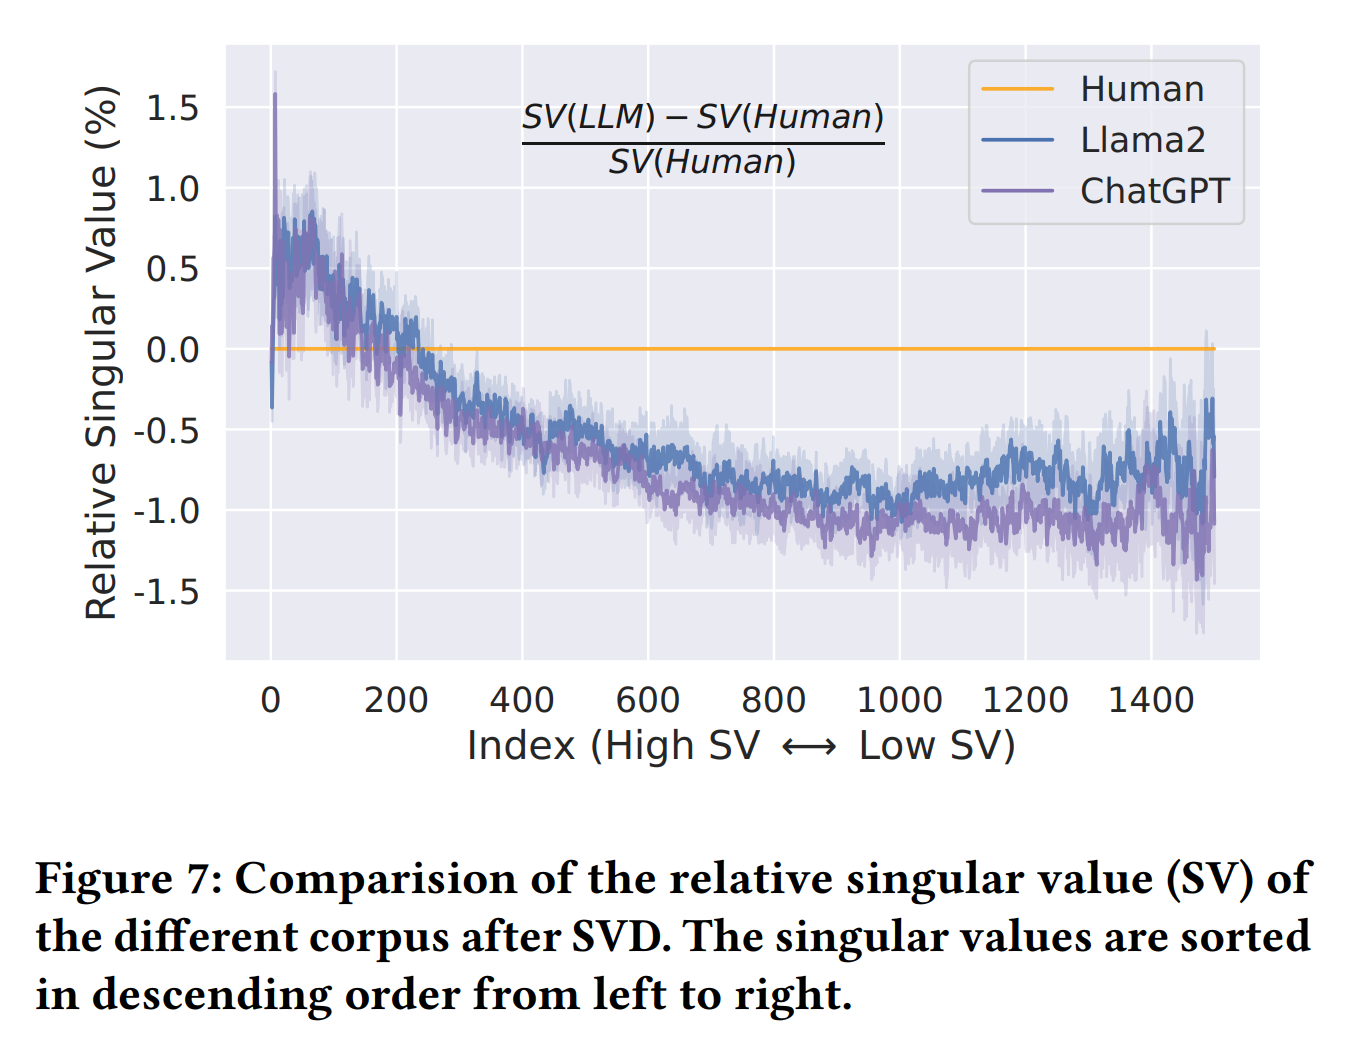 Relative Singular Value (%)
1.5
1.0
0.5
0.0
-0.5
-1.0
-1.5
SV(LLM) − SV(Human)
SV(Human)
Human
Llama2
ChatGPT
0 200 400 600 800 1000 1200 1400
Index (High SV ⟷ Low SV)
Figure 7: Comparision of the relative singular value (SV) of
the different corpus after SVD. The singular values are sorted
in descending order from left to right.